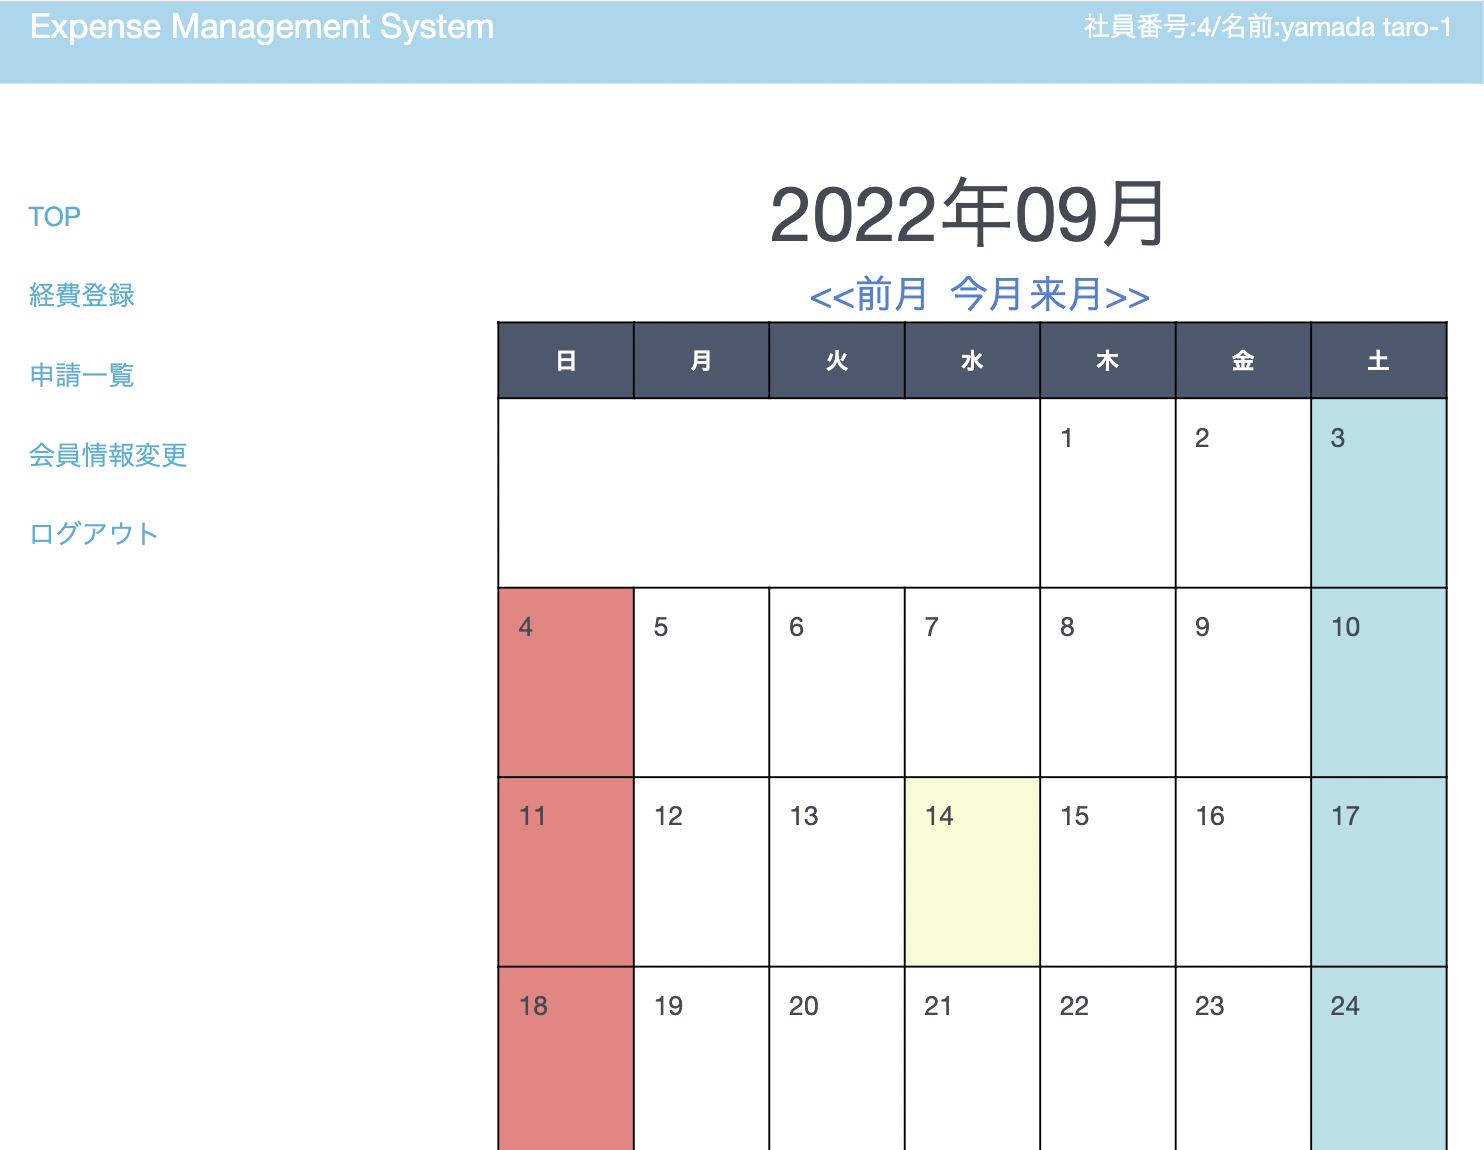 Expense Management System
社員番号:4/名前:yamada taro-1
TOP
経費登録
申請一覧
会員情報変更
ログアウト
2022年09月
<<前月 今月 来月>>
日 月 火 水 木 金 土
1 2 3
4 5 6 7 8 9 10
11 12 13 14 15 16 17
18 19 20 21 22 23 24